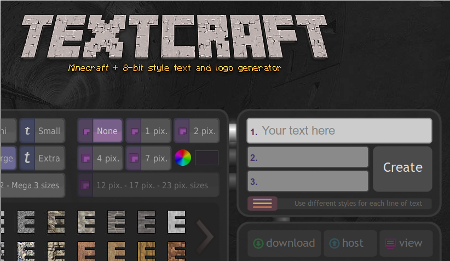 TEXTCRAFT
Minecraft + 8-bit style text and logo generator
Small
None
1 pix.
2 pix.
1. Your text here
Extra
4 pix.
7 pix.
2.
Create
- Mega 3 sizes
12 pix. - 17 pix. - 23 pix. sizes
3.
Use different styles for each line of text
download
host
view